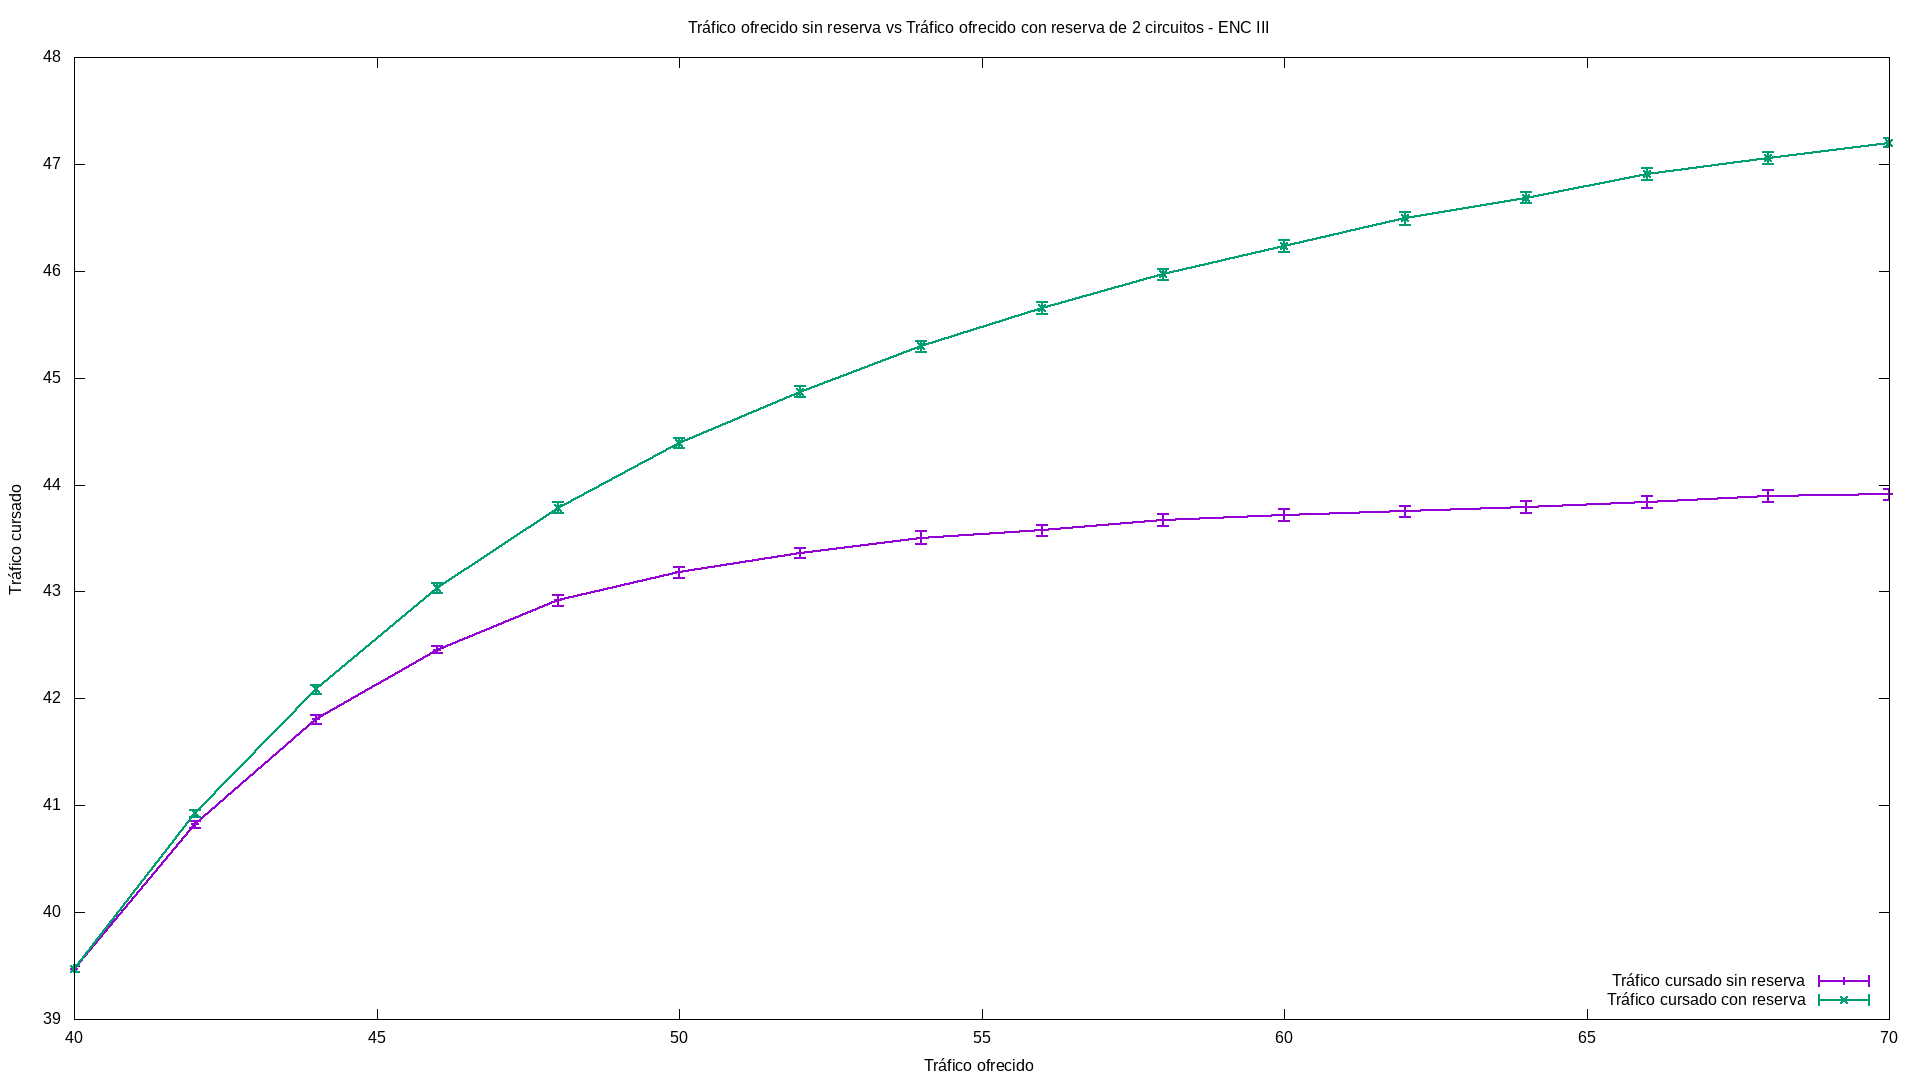 Tráfico ofrecido sin reserva vs Tráfico ofrecido con reserva de 2 circuitos - ENC III
48
47
46
45
44
43
42
41
40
39
Tráfico cursado
Tráfico cursado sin reserva
Tráfico cursado con reserva
40 45 50 55 60 65 70
Tráfico ofrecido